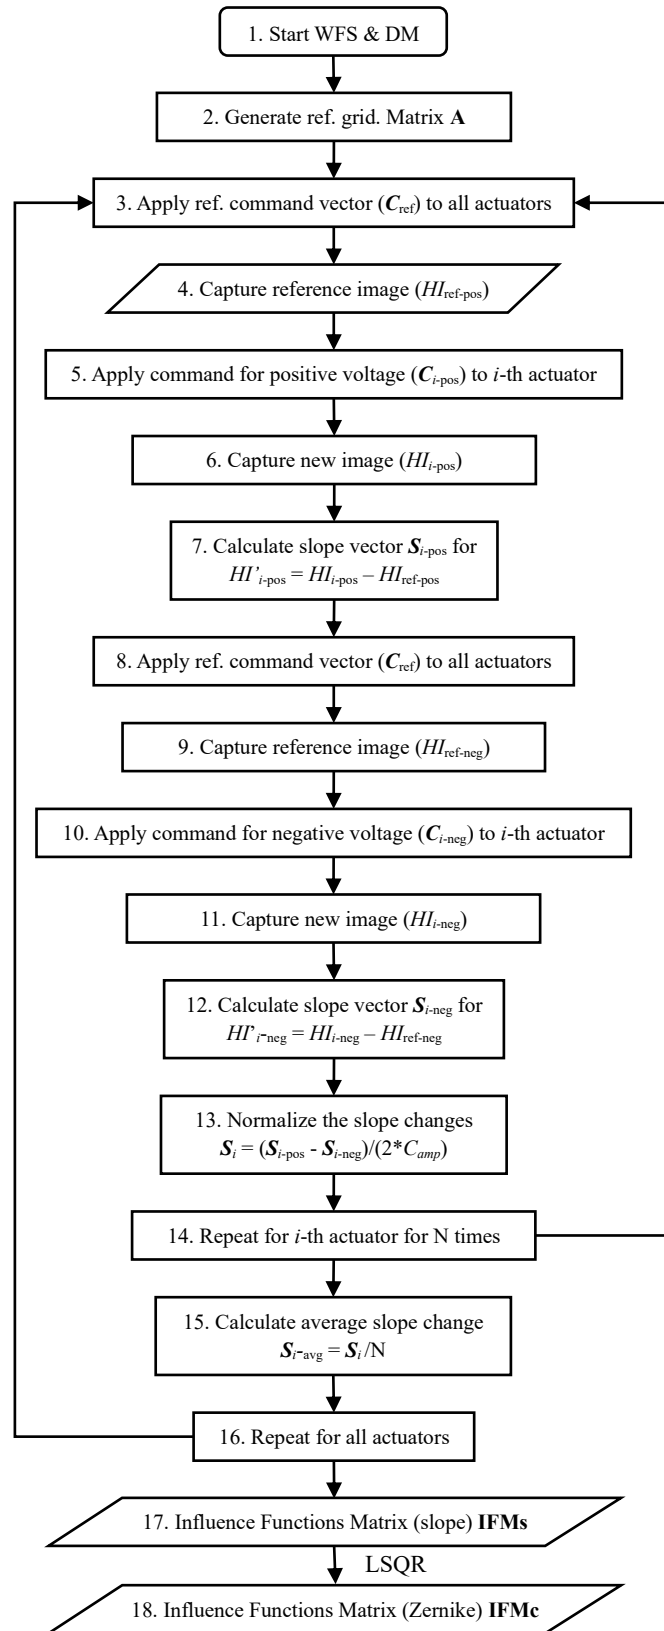 1. Start WFS & DM
2. Generate ref. grid. Matrix A
3. Apply ref. command vector (Cref) to all actuators
4. Capture reference image (HIref-pos)
5. Apply command for positive voltage (Ci-pos) to i-th actuator
6. Capture new image (HIi-pos)
7. Calculate slope vector Si-pos for
HI’i-pos = HIi-pos – HIref-pos
8. Apply ref. command vector (Cref) to all actuators
9. Capture reference image (HIref-neg)
10. Apply command for negative voltage (Ci-neg) to i-th actuator
11. Capture new image (HIi-neg)
12. Calculate slope vector Si-neg for
HI’i-neg = HIi-neg – HIref-neg
13. Normalize the slope changes
Si = (Si-pos - Si-neg)/(2*Camp)
14. Repeat for i-th actuator for N times
15. Calculate average slope change
Si-avg = Si /N
16. Repeat for all actuators
17. Influence Functions Matrix (slope) IFMs
LSQR
18. Influence Functions Matrix (Zernike) IFMc